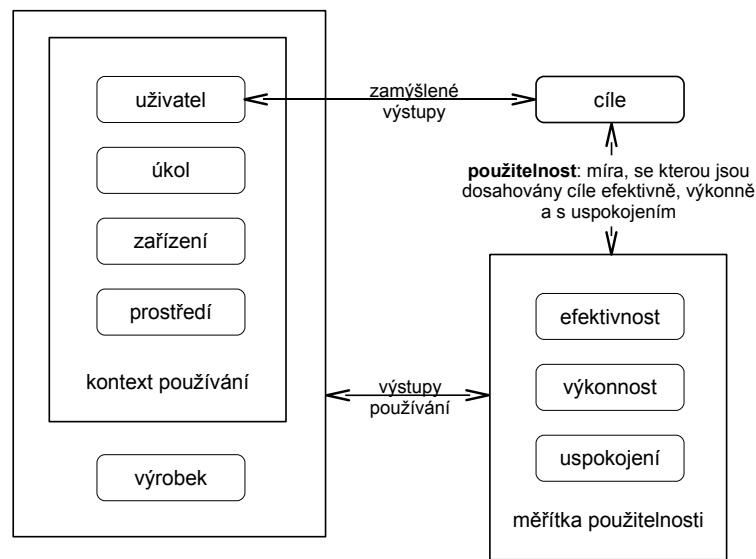 uživatel
úkol
zařízení
prostředí
kontext používání
výrobek
zamýšlené
výstupy
cíle
použitelnost: míra, se kterou jsou
dosahovány cíle efektivně, výkonně
a s uspokojením
výstupy
používání
efektivnost
výkonnost
uspokojení
měřítka použitelnosti